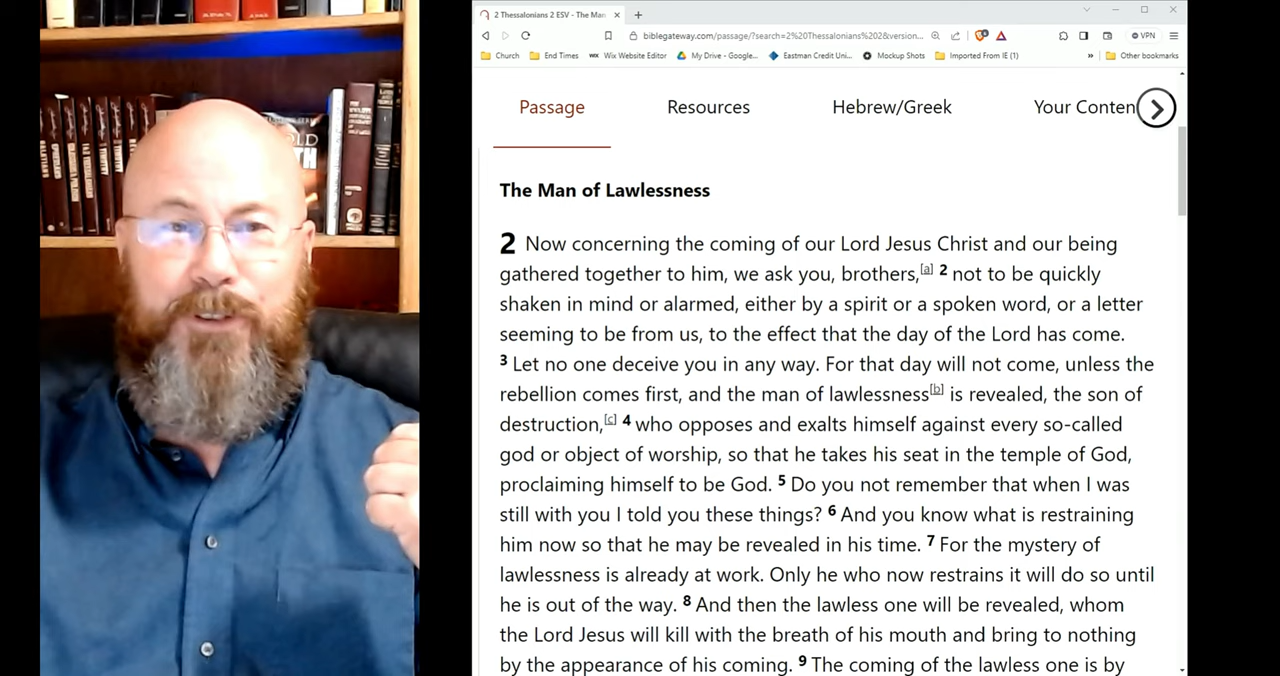 2 Thessalonians 2 ESV - The Man
biblegateway.com/passage/?search=2%20Thessalonians%202&version...
VPN
Church
End Times
WIX Wix Website Editor
My Drive - Google...
Eastman Credit Uni...
Mockup Shots
Imported From IE (1)
»
Other bookmarks
Passage
Resources
Hebrew/Greek
Your Conten
The Man of Lawlessness
2 Now concerning the coming of our Lord Jesus Christ and our being
gathered together to him, we ask you, brothers,[a] 2 not to be quickly
shaken in mind or alarmed, either by a spirit or a spoken word, or a letter
seeming to be from us, to the effect that the day of the Lord has come.
3 Let no one deceive you in any way. For that day will not come, unless the
rebellion comes first, and the man of lawlessness[b] is revealed, the son of
destruction,[c] 4 who opposes and exalts himself against every so-called
god or object of worship, so that he takes his seat in the temple of God,
proclaiming himself to be God. 5 Do you not remember that when I was
still with you I told you these things? 6 And you know what is restraining
him now so that he may be revealed in his time. 7 For the mystery of
lawlessness is already at work. Only he who now restrains it will do so until
he is out of the way. 8 And then the lawless one will be revealed, whom
the Lord Jesus will kill with the breath of his mouth and bring to nothing
by the appearance of his coming. 9 The coming of the lawless one is by